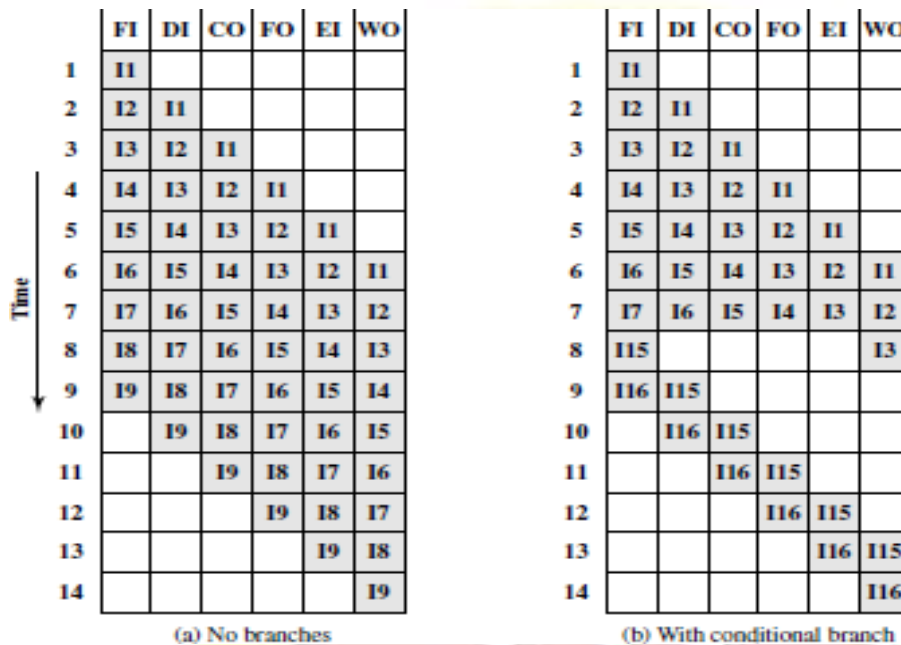 FI DI CO FO EI WO FI DI CO FO EI WO
1 I1 1 I1
2 I2 I1 2 I2 I1
3 I3 I2 I1 3 I3 I2 I1
4 I4 I3 I2 I1 4 I4 I3 I2 I1
5 I5 I4 I3 I2 I1 5 I5 I4 I3 I2 I1
6 I6 I5 I4 I3 I2 I1 6 I6 I5 I4 I3 I2 I1
7 I7 I6 I5 I4 I3 I2 7 I7 I6 I5 I4 I3 I2
8 I8 I7 I6 I5 I4 I3 8 I15 I3
9 I9 I8 I7 I6 I5 I4 9 I16 I15
10 I9 I8 I7 I6 I5 10 I16 I15
11 I9 I8 I7 I6 11 I16 I15
12 I9 I8 I7 12 I16 I15
13 I9 I8 13 I16 I15
14 I9 14 I16
Time
(a) No branches (b) With conditional branch